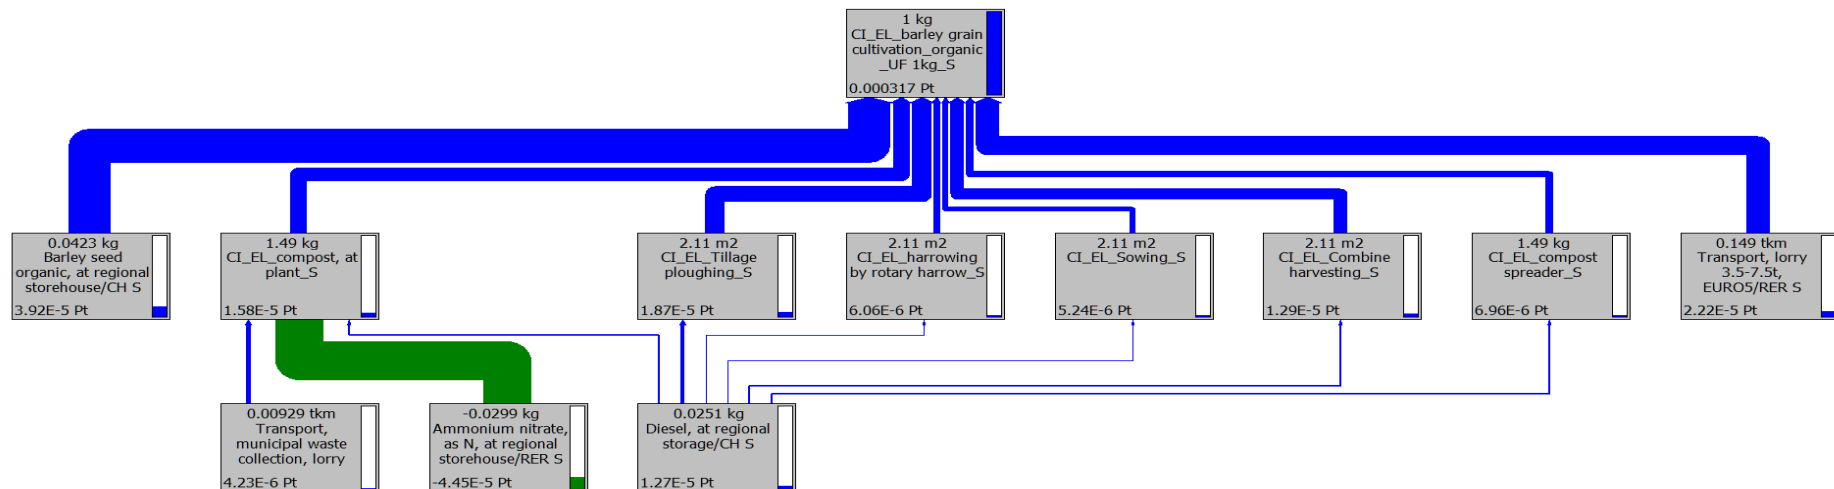 1 kg
CI_EL_barley grain
cultivation_organic
_UF 1kg_S
0.000317 Pt
0.0423 kg
Barley seed
organic, at regional
storehouse/CH S
3.92E-5 Pt
1.49 kg
CI_EL_compost, at
plant_S
1.58E-5 Pt
2.11 m2
CI_EL_Tillage
ploughing_S
1.87E-5 Pt
2.11 m2
CI_EL_harrowing
by rotary harrow_S
6.06E-6 Pt
2.11 m2
CI_EL_Sowing_S
5.24E-6 Pt
2.11 m2
CI_EL_Combine
harvesting_S
1.29E-5 Pt
1.49 kg
CI_EL_compost
spreader_S
6.96E-6 Pt
0.149 tkm
Transport, lorry
3.5-7.5t,
EURO5/RER S
2.22E-5 Pt
0.00929 tkm
Transport,
municipal waste
collection, lorry
4.23E-6 Pt
-0.0299 kg
Ammonium nitrate,
as N, at regional
storehouse/RER S
-4.45E-5 Pt
0.0251 kg
Diesel, at regional
storage/CH S
1.27E-5 Pt